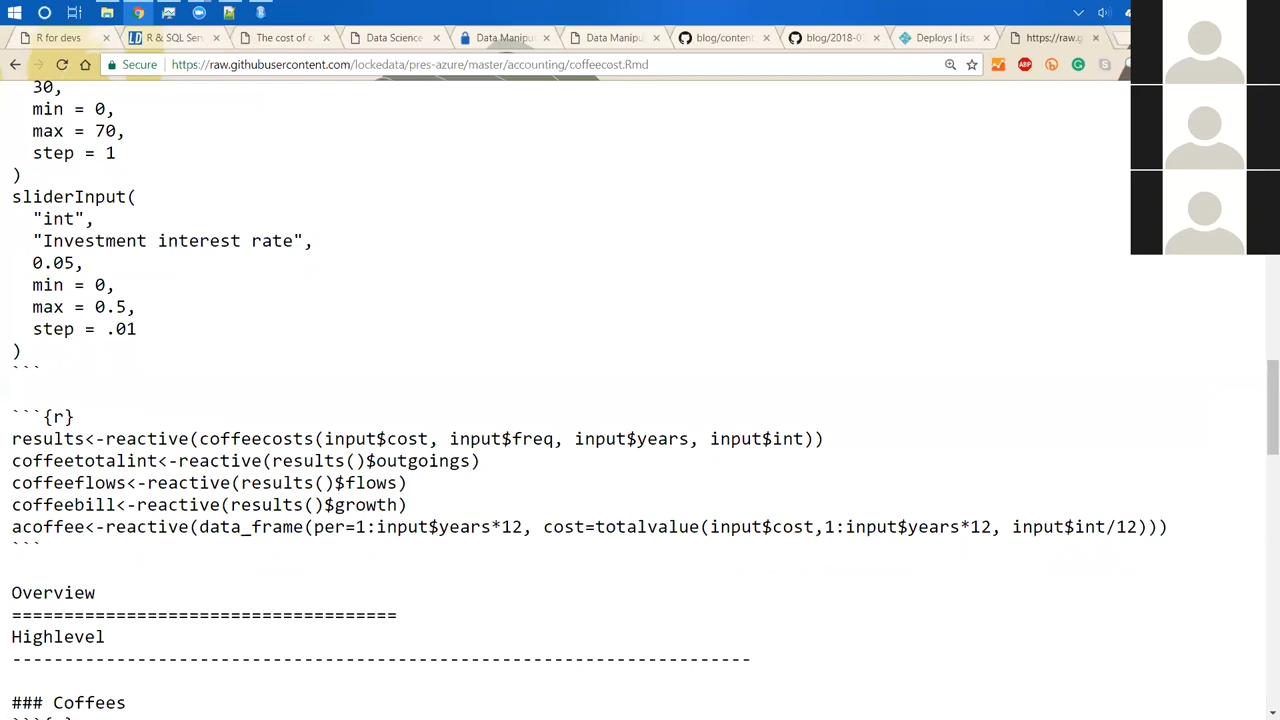 R for devs
R & SQL Ser
The cost of c
Data Science
Data Manipul
Data Manipul
blog/content
blog/2018-0
Deploys | itsa
https://raw.g
Secure
https://raw.githubusercontent.com/lockedata/pres-azure/master/accounting/coffeecost.Rmd
30,
min = 0,
max = 70,
step = 1
)
sliderInput(
"int",
"Investment interest rate",
0.05,
min = 0,
max = 0.5,
step = .01
)
```
```{r}
results<-reactive(coffeecosts(input$cost, input$freq, input$years, input$int))
coffeetotalint<-reactive(results()$outgoings)
coffeeflows<-reactive(results()$flows)
coffeebill<-reactive(results()$growth)
acoffee<-reactive(data_frame(per=1:input$years*12, cost=totalvalue(input$cost,1:input$years*12, input$int/12)))
```
Overview
=====================================
Highlevel
-----------------------------------------------------------------------
### Coffees
```{r}